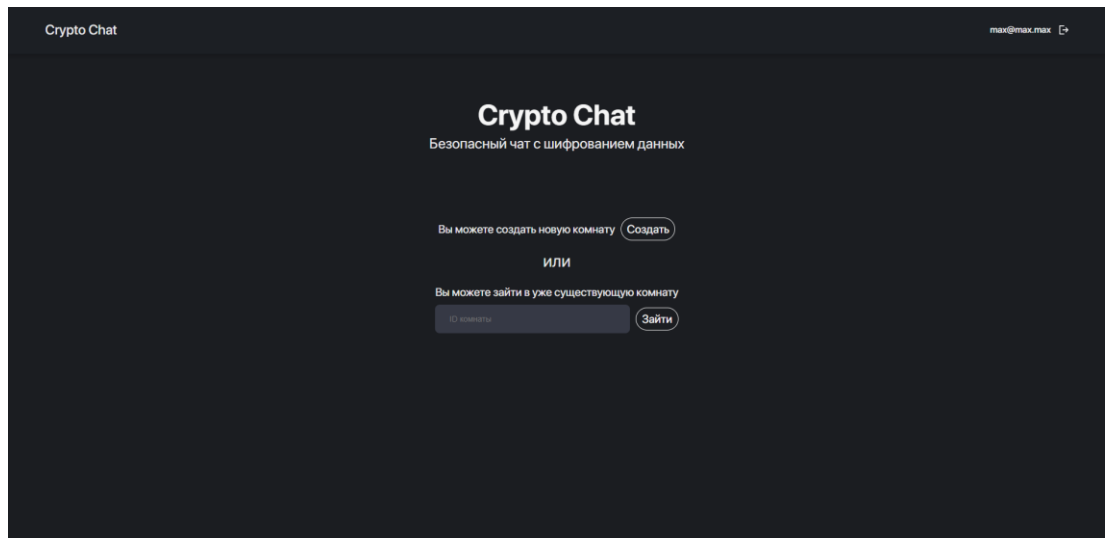 Crypto Chat
max@max.max
Crypto Chat
Безопасный чат с шифрованием данных
Вы можете создать новую комнату Создать
или
Вы можете зайти в уже существующую комнату
ID комнаты Зайти